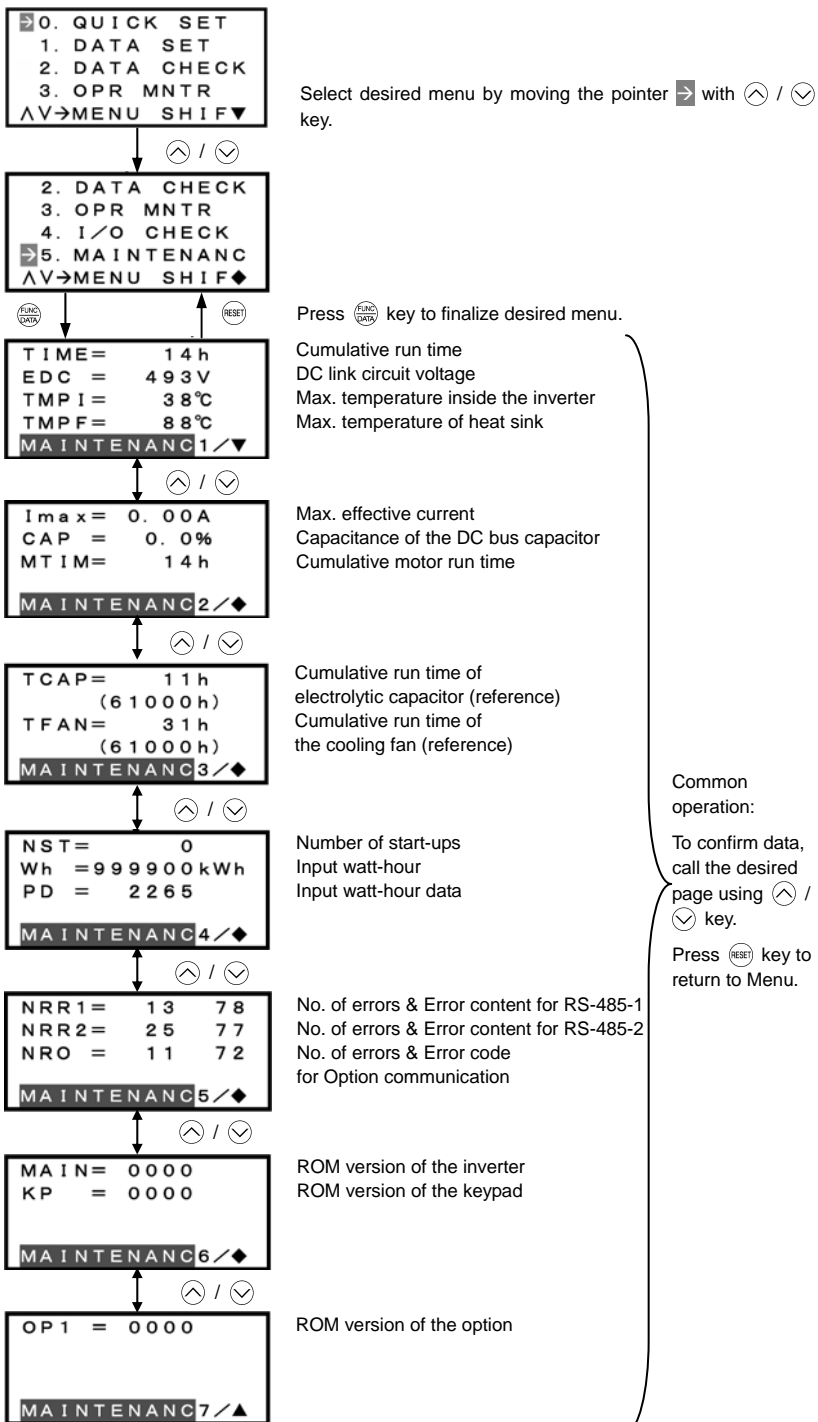 →0. QUICK SET
1. DATA SET
2. DATA CHECK
3. OPR MNTR
∧∨→MENU SHIF▼
Select desired menu by moving the pointer → with ∧ / ∨
key.
∧ / ∨
2. DATA CHECK
3. OPR MNTR
4. I/O CHECK
→5. MAINTENANC
∧∨→MENU SHIF◆
FUNC
DATA
RESET
Press FUNC DATA key to finalize desired menu.
TIME= 14h
EDC = 493V
TMPI= 38℃
TMPF= 88℃
MAINTENANC1/▼
Cumulative run time
DC link circuit voltage
Max. temperature inside the inverter
Max. temperature of heat sink
∧ / ∨
Imax= 0.00A
CAP = 0.0%
MTIM= 14h
MAINTENANC2/◆
Max. effective current
Capacitance of the DC bus capacitor
Cumulative motor run time
∧ / ∨
TCAP= 11h
(61000h)
TFAN= 31h
(61000h)
MAINTENANC3/◆
Cumulative run time of
electrolytic capacitor (reference)
Cumulative run time of
the cooling fan (reference)
∧ / ∨
NST= 0
Wh =999900kWh
PD = 2265
MAINTENANC4/◆
Number of start-ups
Input watt-hour
Input watt-hour data
∧ / ∨
NRR1= 13 78
NRR2= 25 77
NRO = 11 72
MAINTENANC5/◆
No. of errors & Error content for RS-485-1
No. of errors & Error content for RS-485-2
No. of errors & Error code
for Option communication
∧ / ∨
MAIN= 0000
KP = 0000
MAINTENANC6/◆
ROM version of the inverter
ROM version of the keypad
∧ / ∨
OP1 = 0000
MAINTENANC7/▲
ROM version of the option
Common
operation:
To confirm data,
call the desired
page using ∧ /
∨ key.
Press RESET key to
return to Menu.